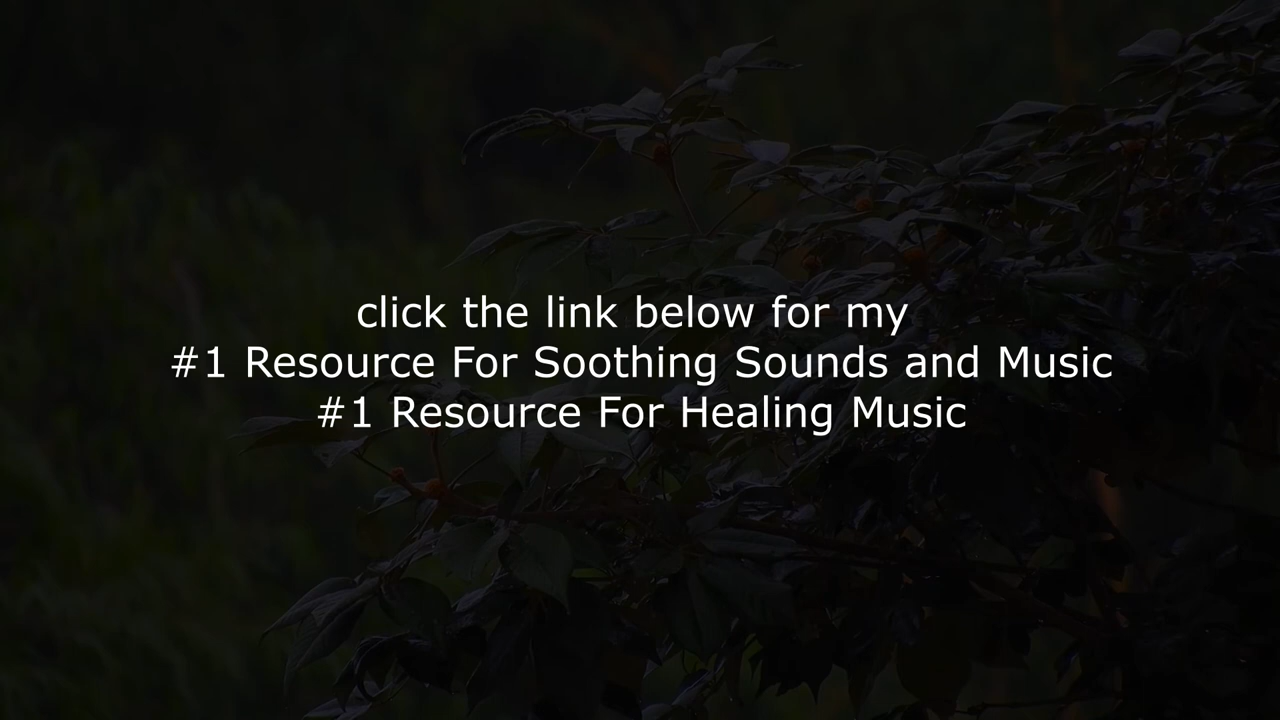 click the link below for my
#1 Resource For Soothing Sounds and Music
#1 Resource For Healing Music